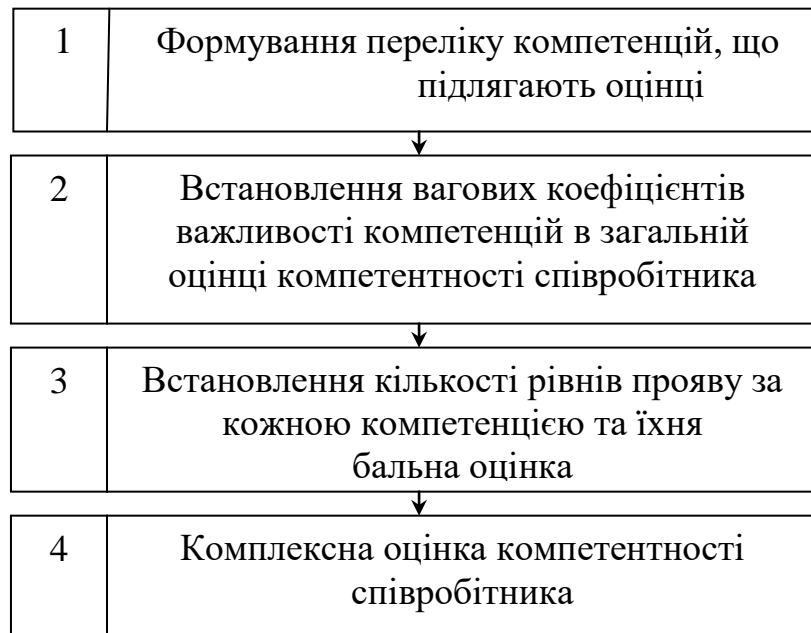 1 Формування переліку компетенцій, що
підлягають оцінці
2 Встановлення вагових коефіцієнтів
важливості компетенцій в загальній
оцінці компетентності співробітника
3 Встановлення кількості рівнів прояву за
кожною компетенцією та їхня
бальна оцінка
4 Комплексна оцінка компетентності
співробітника